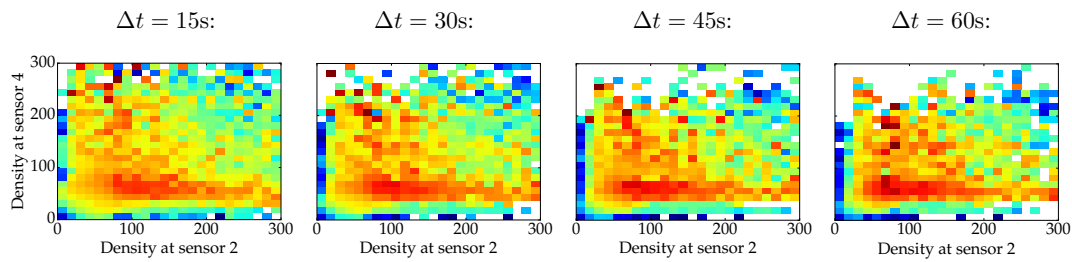 Δt = 15s: Δt = 30s: Δt = 45s: Δt = 60s:
300
200
100
0
Density at sensor 4
0 100 200 300 0 100 200 300 0 100 200 300 0 100 200 300
Density at sensor 2 Density at sensor 2 Density at sensor 2 Density at sensor 2